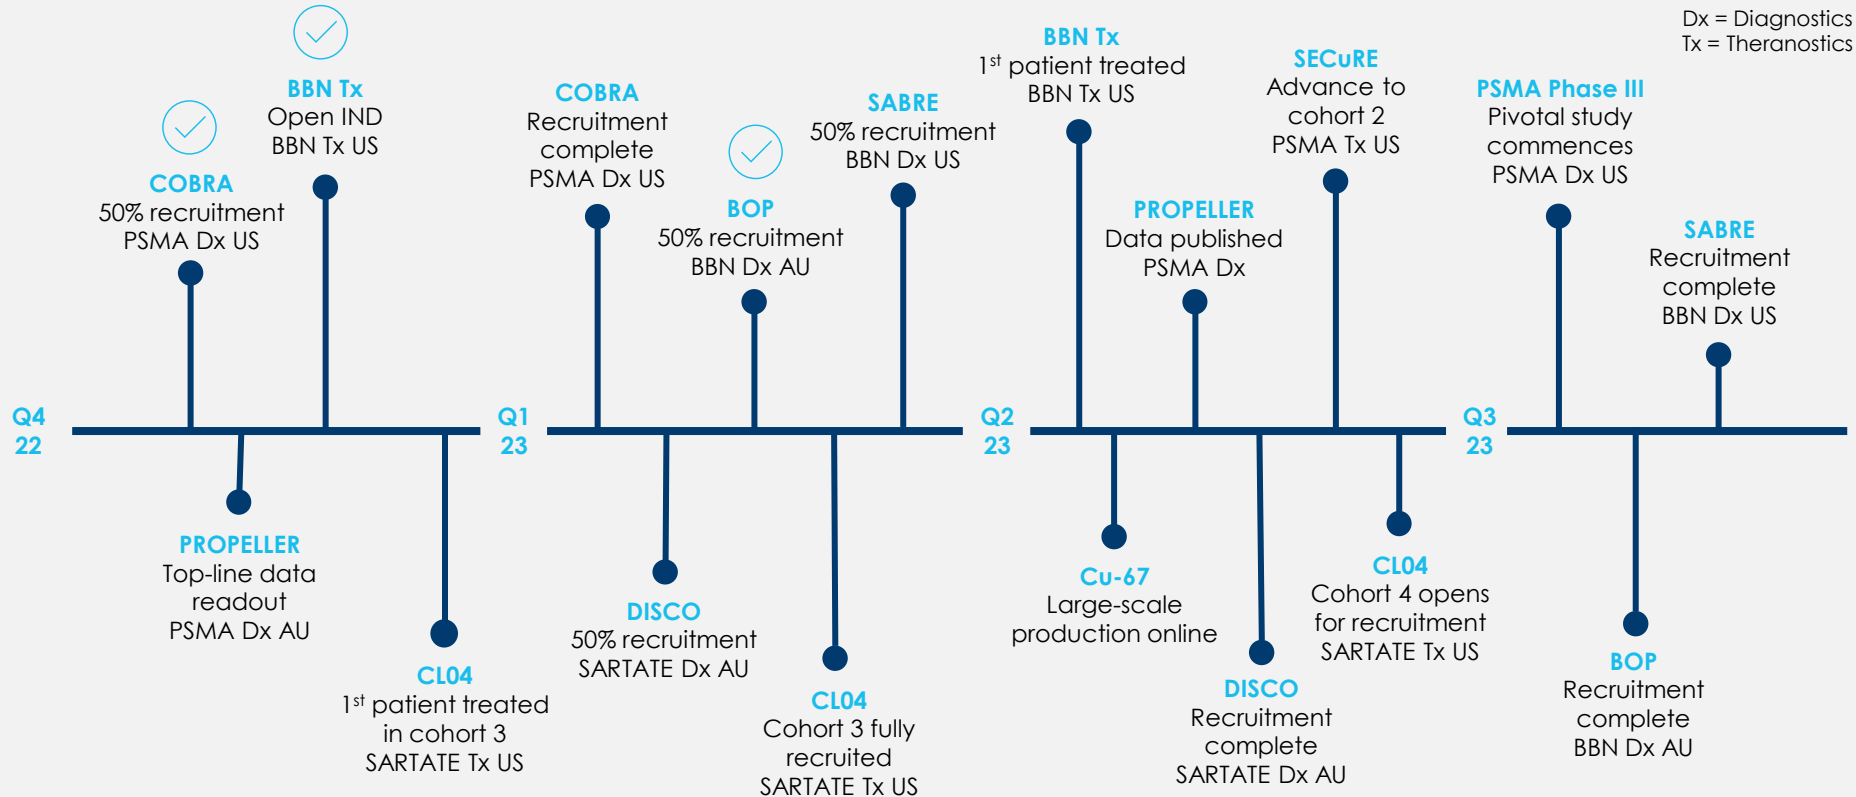 Dx = Diagnostics
Tx = Theranostics
Q4
22
COBRA
50% recruitment
PSMA Dx US
BBN Tx
Open IND
BBN Tx US
PROPELLER
Top-line data
readout
PSMA Dx AU
CL04
1st patient treated
in cohort 3
SARTATE Tx US
Q1
23
COBRA
Recruitment
complete
PSMA Dx US
BOP
50% recruitment
BBN Dx AU
SABRE
50% recruitment
BBN Dx US
DISCO
50% recruitment
SARTATE Dx AU
CL04
Cohort 3 fully
recruited
SARTATE Tx US
Q2
23
BBN Tx
1st patient treated
BBN Tx US
PROPELLER
Data published
PSMA Dx
SECuRE
Advance to
cohort 2
PSMA Tx US
Cu-67
Large-scale
production online
DISCO
Recruitment
complete
SARTATE Dx AU
CL04
Cohort 4 opens
for recruitment
SARTATE Tx US
Q3
23
PSMA Phase III
Pivotal study
commences
PSMA Dx US
SABRE
Recruitment
complete
BBN Dx US
BOP
Recruitment
complete
BBN Dx AU